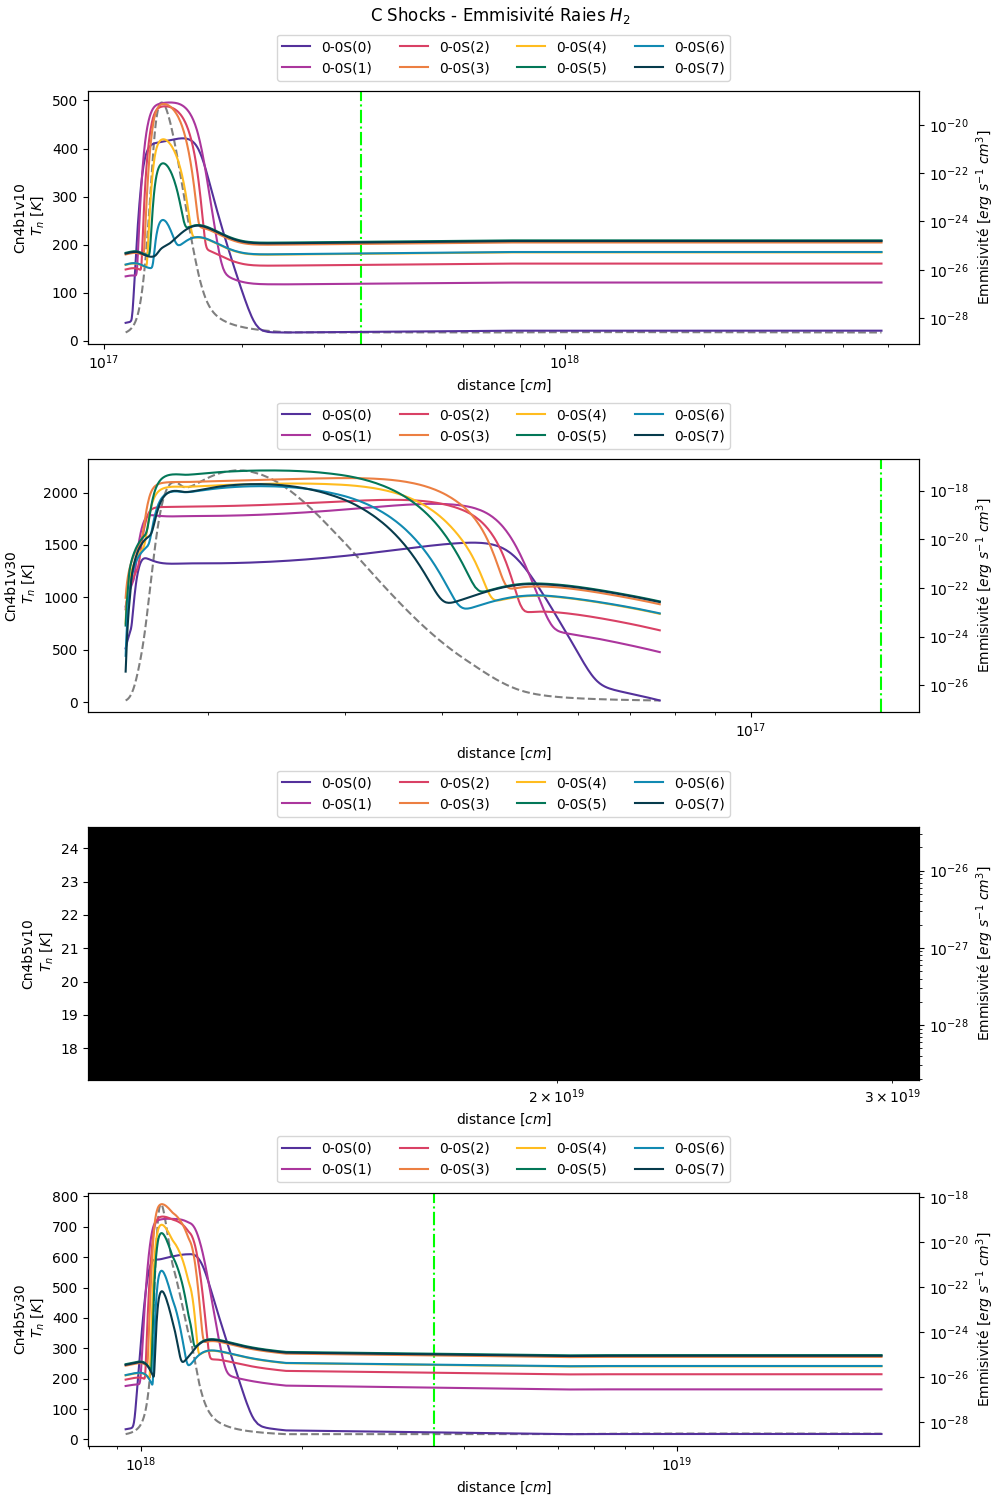 C Shocks - Emmisivité Raies $H_2$
0-0S(0) 0-0S(2) 0-0S(4) 0-0S(6)
0-0S(1) 0-0S(3) 0-0S(5) 0-0S(7)
500
400
300
200
100
0
Cn4b1v10
$T_n$ [$K$]
$10^{-20}$
$10^{-22}$
$10^{-24}$
$10^{-26}$
$10^{-28}$
Emmisivité [$erg\ s^{-1}\ cm^3$]
$10^{17}$ $10^{18}$
distance [$cm$]
0-0S(0) 0-0S(2) 0-0S(4) 0-0S(6)
0-0S(1) 0-0S(3) 0-0S(5) 0-0S(7)
2000
1500
1000
500
0
Cn4b1v30
$T_n$ [$K$]
$10^{-18}$
$10^{-20}$
$10^{-22}$
$10^{-24}$
$10^{-26}$
Emmisivité [$erg\ s^{-1}\ cm^3$]
$10^{17}$
distance [$cm$]
0-0S(0) 0-0S(2) 0-0S(4) 0-0S(6)
0-0S(1) 0-0S(3) 0-0S(5) 0-0S(7)
24
23
22
21
20
19
18
Cn4b5v10
$T_n$ [$K$]
$10^{-26}$
$10^{-27}$
$10^{-28}$
Emmisivité [$erg\ s^{-1}\ cm^3$]
$2 \times 10^{19}$ $3 \times 10^{19}$
distance [$cm$]
0-0S(0) 0-0S(2) 0-0S(4) 0-0S(6)
0-0S(1) 0-0S(3) 0-0S(5) 0-0S(7)
800
700
600
500
400
300
200
100
0
Cn4b5v30
$T_n$ [$K$]
$10^{-18}$
$10^{-20}$
$10^{-22}$
$10^{-24}$
$10^{-26}$
$10^{-28}$
Emmisivité [$erg\ s^{-1}\ cm^3$]
$10^{18}$ $10^{19}$
distance [$cm$]